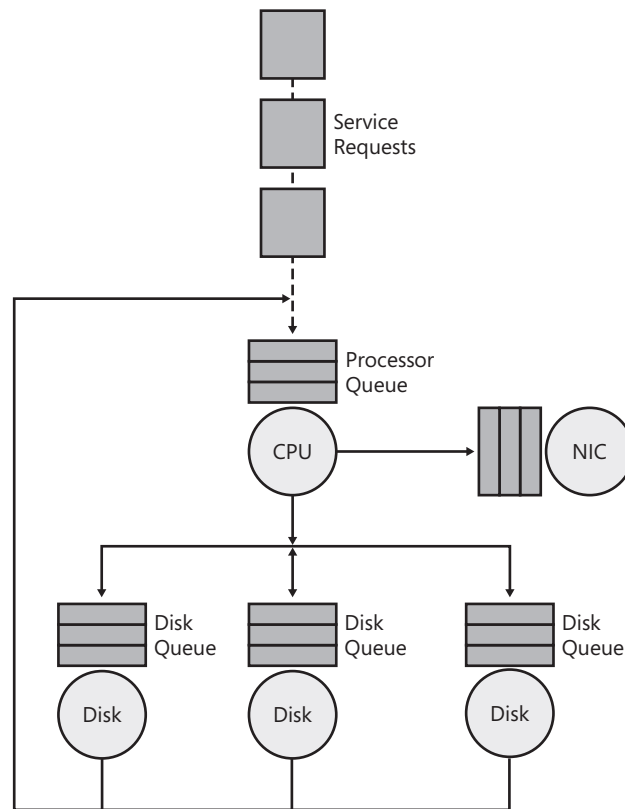 Service
Requests
Processor
Queue
CPU
NIC
Disk
Queue
Disk
Queue
Disk
Queue
Disk
Disk
Disk